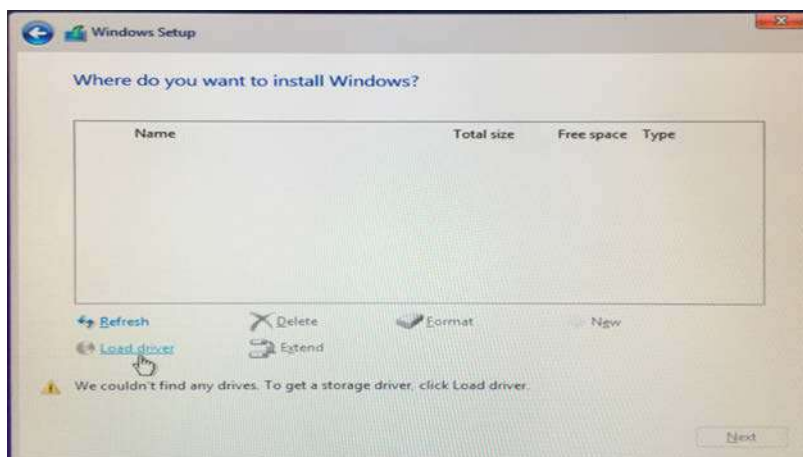 Windows Setup
Where do you want to install Windows?
Name Total size Free space Type
Refresh Delete Format New
Load driver Extend
We couldn't find any drives. To get a storage driver, click Load driver.
Next